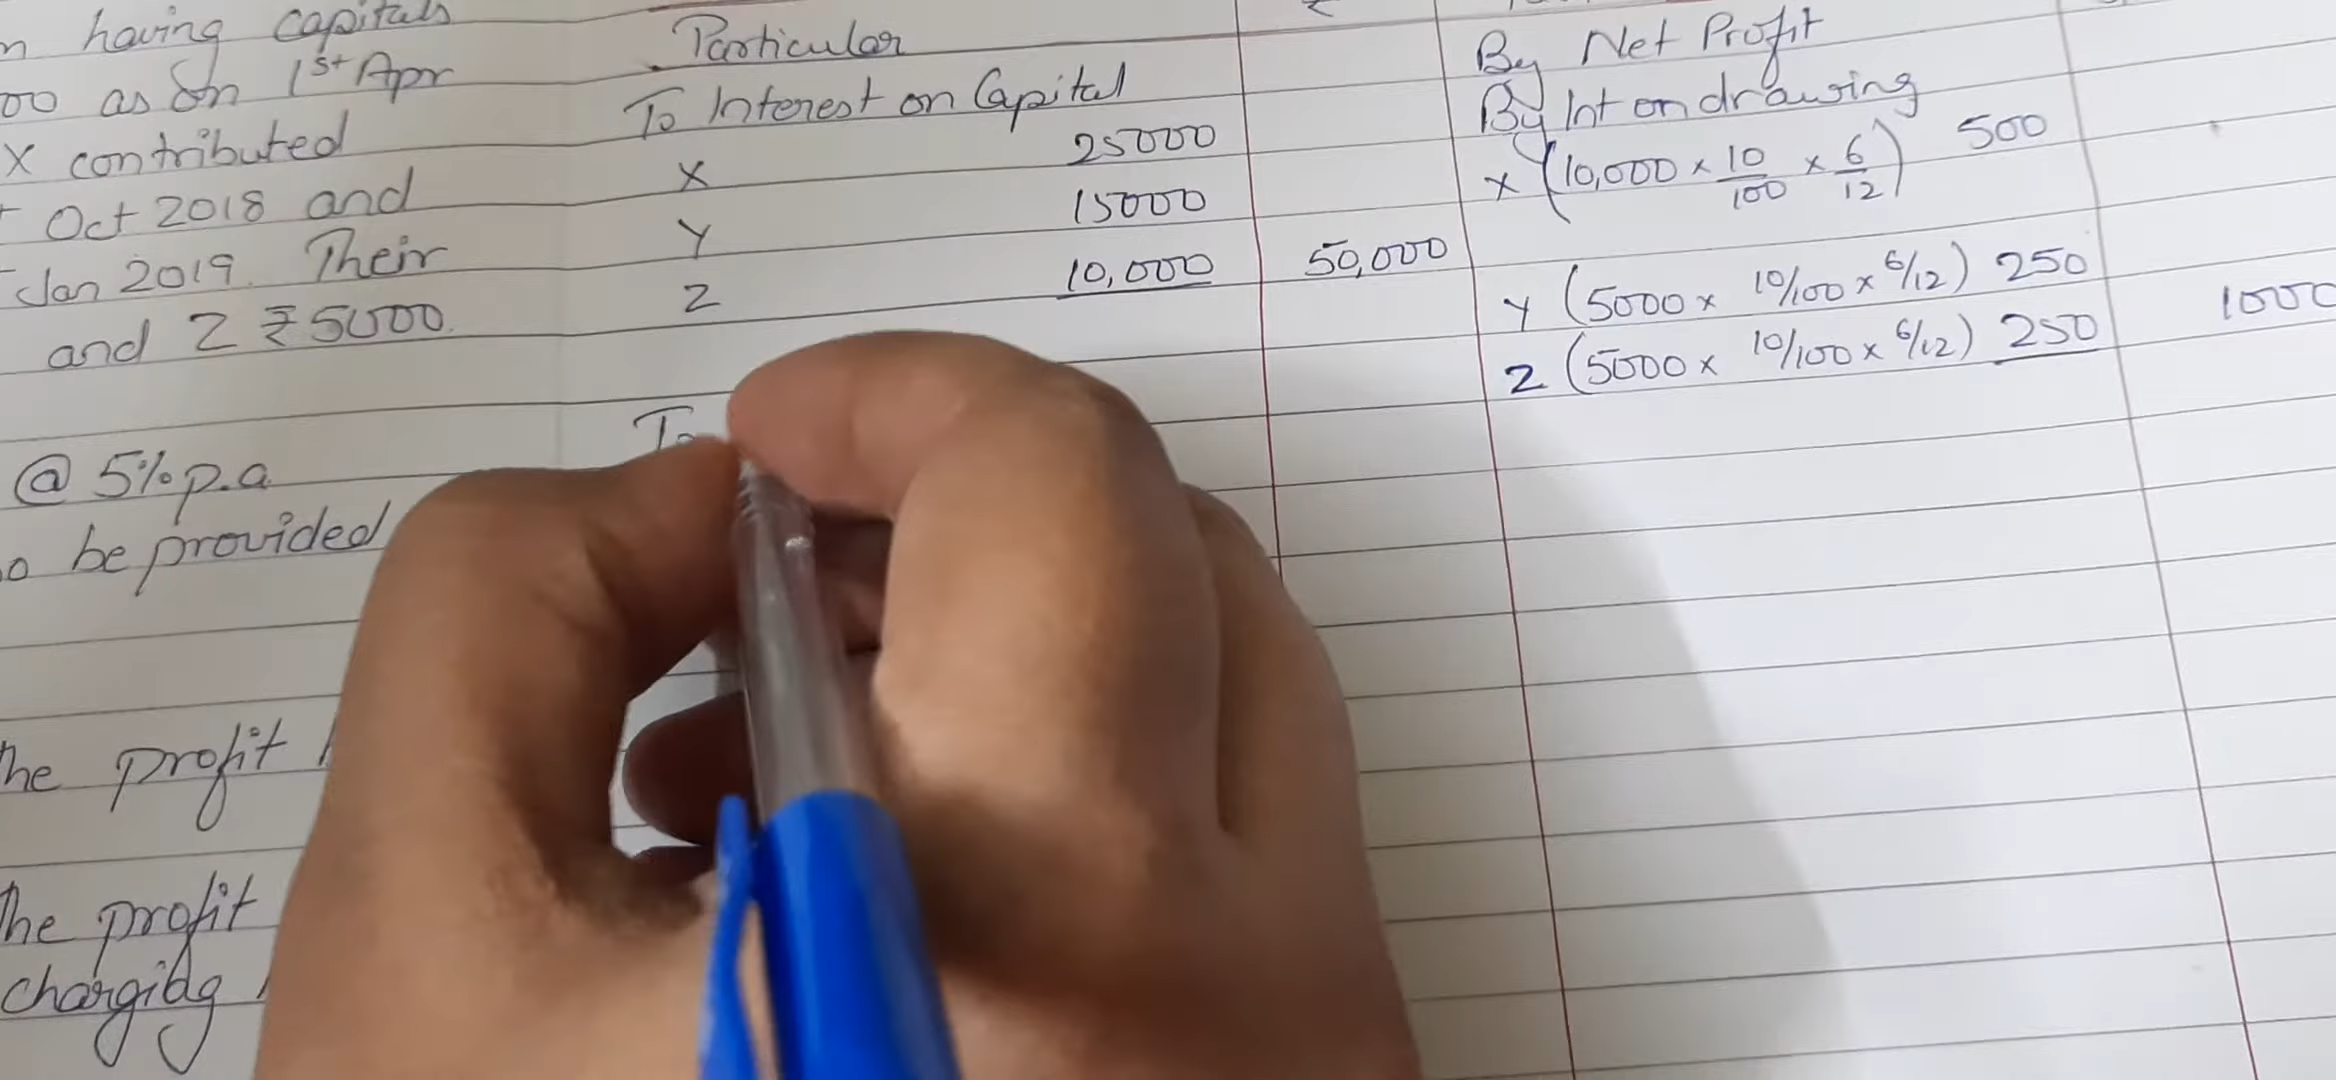 having capitals
00 as on 1st Apr
X contributed
Oct 2018 and
Jan 2019. Their
and Z ₹5000.
@ 5% p.a
be provided
he profit
he profit
charging
Particular
To Interest on Capital
X 25000
Y 15000
Z 10,000 50,000
To
By Net Profit
By Int on drawing
X (10,000 × 10/100 × 6/12) 500
Y (5000 × 10/100 × 6/12) 250
Z (5000 × 10/100 × 6/12) 250 1000